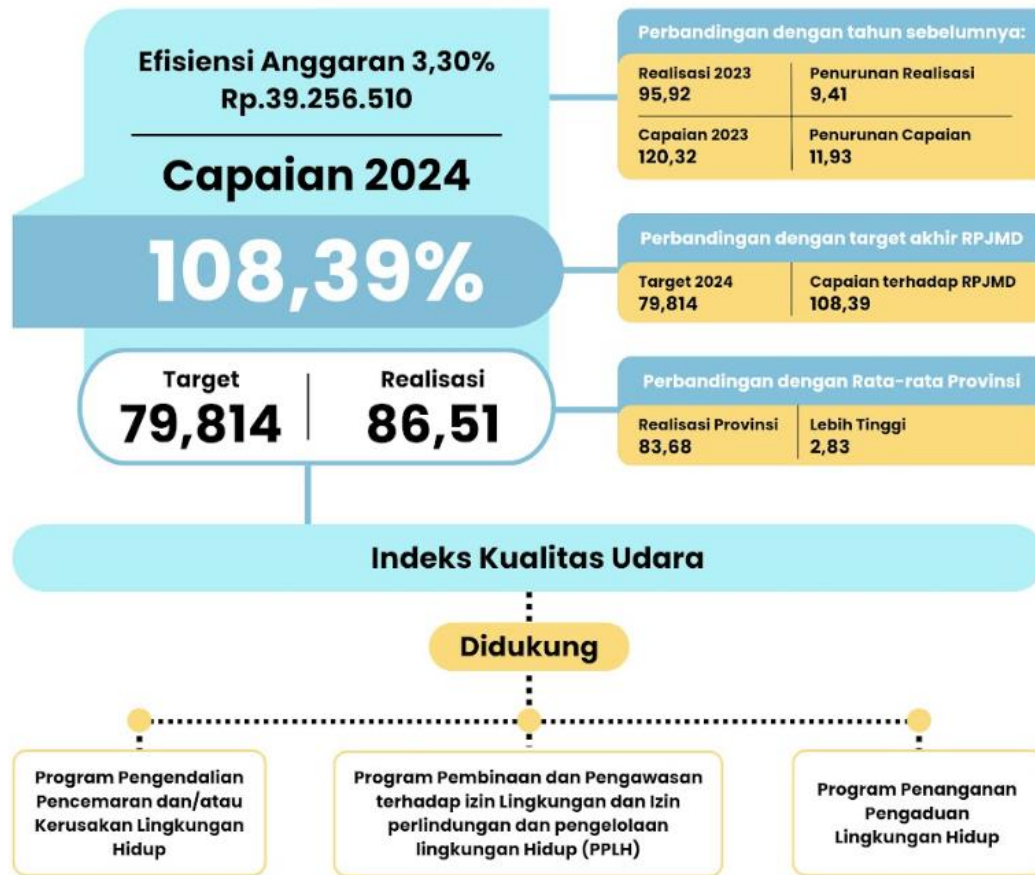 Efisiensi Anggaran 3,30%
Rp.39.256.510
Capaian 2024
108,39%
Target
79,814
Realisasi
86,51
Perbandingan dengan tahun sebelumnya:
Realisasi 2023
95,92
Penurunan Realisasi
9,41
Capaian 2023
120,32
Penurunan Capaian
11,93
Perbandingan dengan target akhir RPJMD
Target 2024
79,814
Capaian terhadap RPJMD
108,39
Perbandingan dengan Rata-rata Provinsi
Realisasi Provinsi
83,68
Lebih Tinggi
2,83
Indeks Kualitas Udara
Didukung
Program Pengendalian
Pencemaran dan/atau
Kerusakan Lingkungan
Hidup
Program Pembinaan dan Pengawasan
terhadap izin Lingkungan dan Izin
perlindungan dan pengelolaan
lingkungan Hidup (PPLH)
Program Penanganan
Pengaduan
Lingkungan Hidup